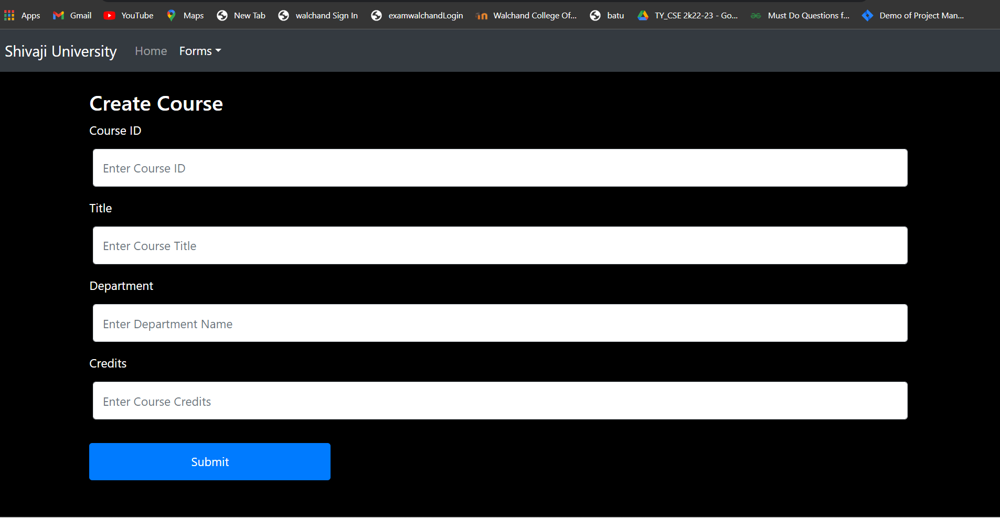 Apps Gmail YouTube Maps New Tab walchand Sign In examwalchandLogin Walchand College Of... batu TY_CSE 2k22-23 - Go... Must Do Questions f... Demo of Project Man...
Shivaji University Home Forms
Create Course
Course ID
Enter Course ID
Title
Enter Course Title
Department
Enter Department Name
Credits
Enter Course Credits
Submit